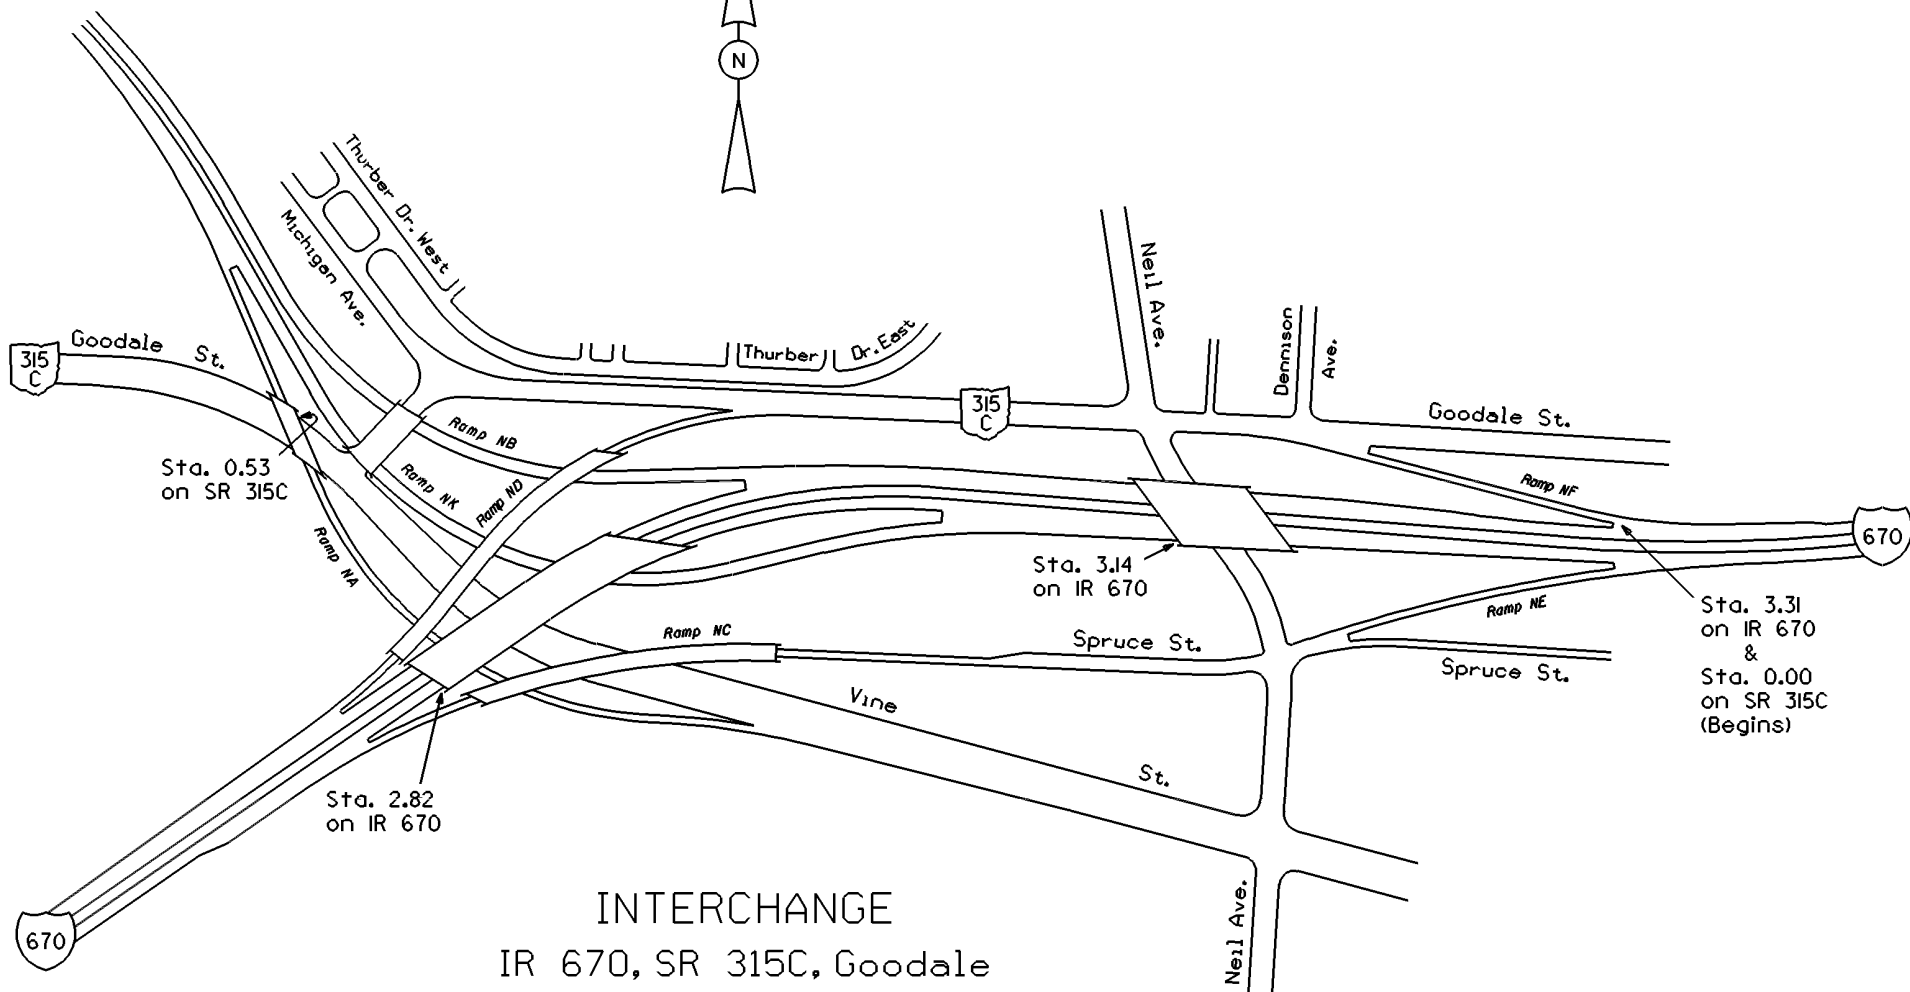 N
Thurber Dr. West
Michigan Ave.
Neil Ave.
Goodale St.
315
C
Thurber Dr. East
Dennison
Ave.
315
C
Goodale St.
Ramp NB
Ramp NK
Ramp ND
Sta. 0.53
on SR 315C
Ramp NF
670
Ramp NA
Sta. 3.14
on IR 670
Ramp NE
Sta. 3.31
on IR 670
&
Sta. 0.00
on SR 315C
(Begins)
Ramp NC
Spruce St.
Spruce St.
Vine St.
Sta. 2.82
on IR 670
670
Neil Ave.
INTERCHANGE
IR 670, SR 315C, Goodale